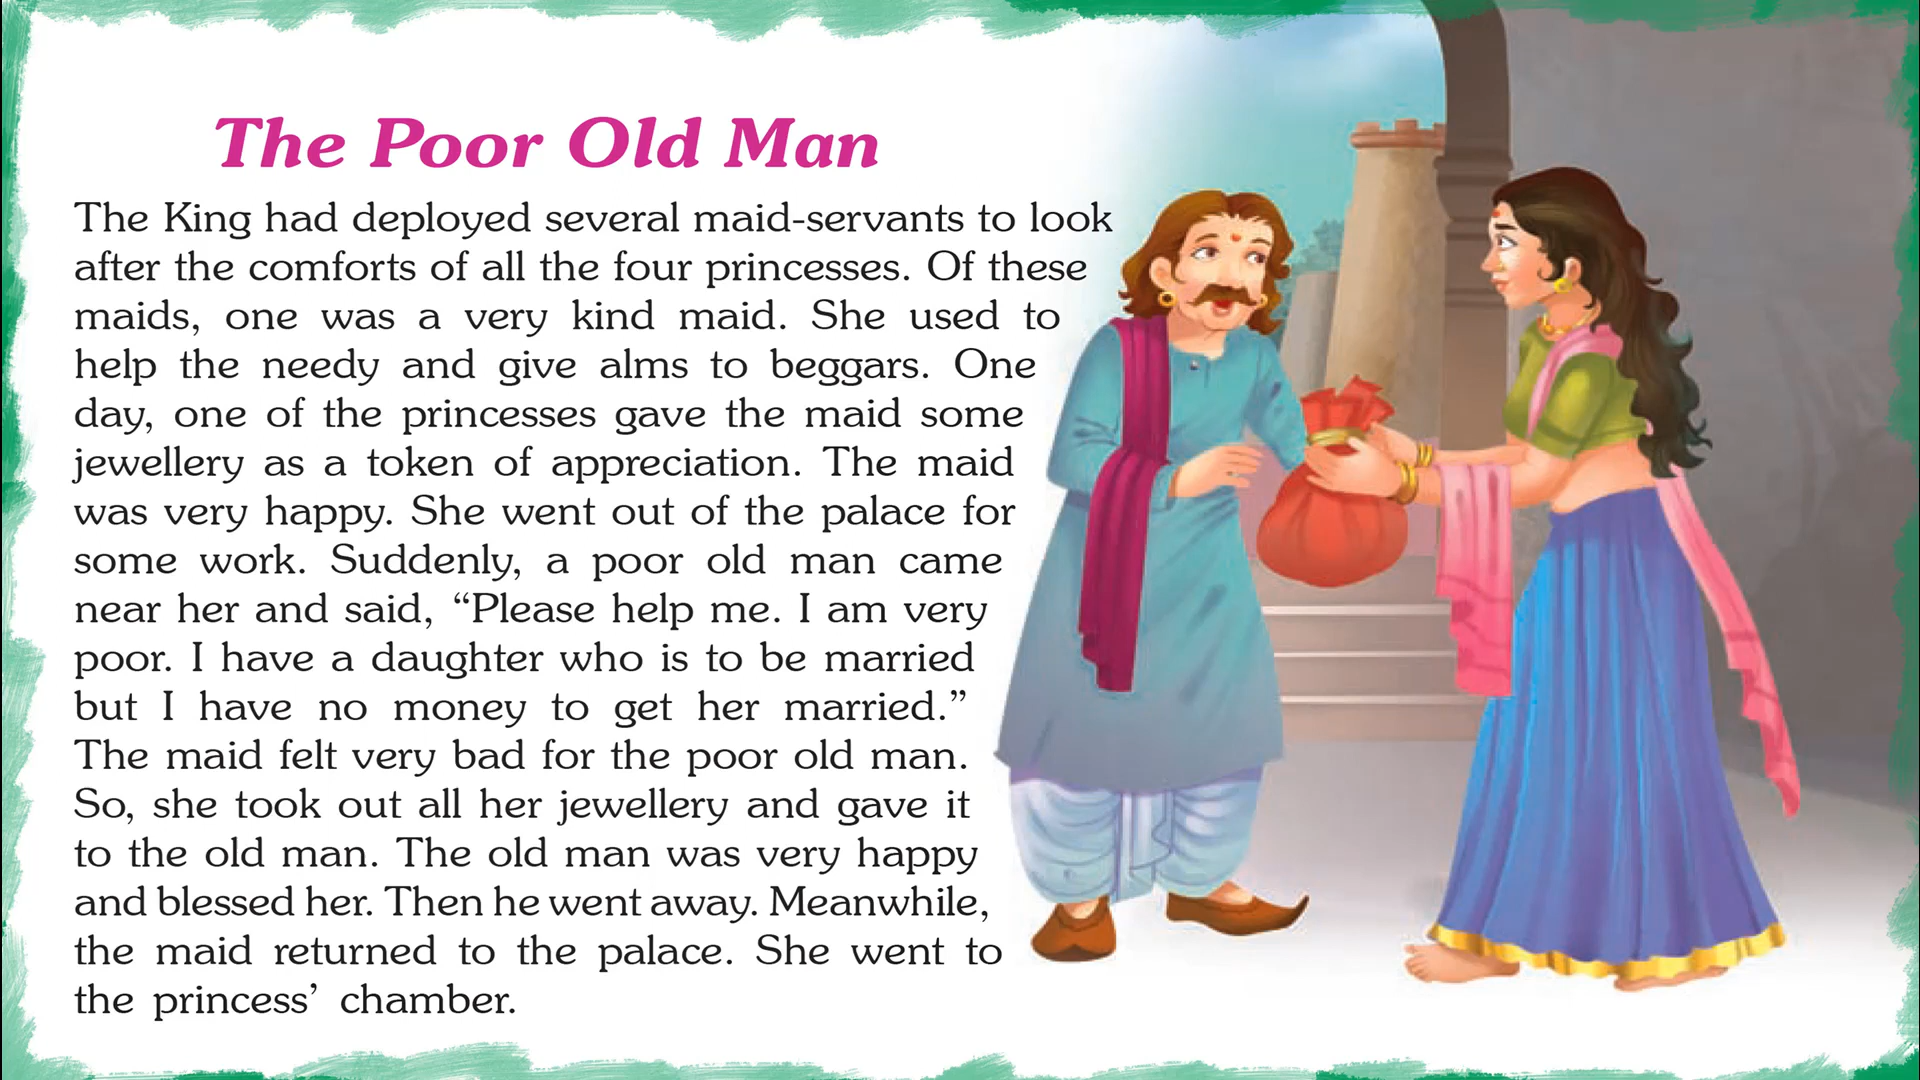 The Poor Old Man
The King had deployed several maid-servants to look
after the comforts of all the four princesses. Of these
maids, one was a very kind maid. She used to
help the needy and give alms to beggars. One
day, one of the princesses gave the maid some
jewellery as a token of appreciation. The maid
was very happy. She went out of the palace for
some work. Suddenly, a poor old man came
near her and said, “Please help me. I am very
poor. I have a daughter who is to be married
but I have no money to get her married.”
The maid felt very bad for the poor old man.
So, she took out all her jewellery and gave it
to the old man. The old man was very happy
and blessed her. Then he went away. Meanwhile,
the maid returned to the palace. She went to
the princess’ chamber.